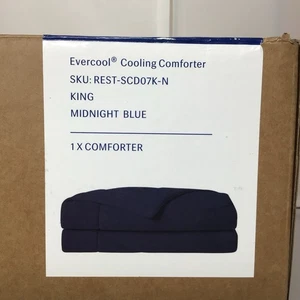 Evercool® Cooling Comforter
SKU: REST-SCD07K-N
KING
MIDNIGHT BLUE
1 X COMFORTER